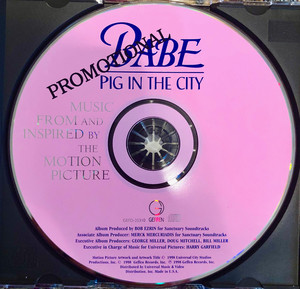 PROMOTIONAL
BABE
PIG IN THE CITY
MUSIC
FROM AND
INSPIRED BY
THE
MOTION
PICTURE
GEFFEN
Album Produced by ROB CERIN for Sanctuary Soundtracks
Associate Album Producer: MERCK MERCURIADIS for Sanctuary Soundtracks
Executive Album Producers: GEORGE MILLER, DOUG MITCHELL, BILL MILLER
Executive in Charge of Music for Universal Pictures: HARRY GARFIELD
Motion Picture Artwork and Artwork Title © 1998 Universal City Studios
Productions, Inc. © 1998 Geffen Records, Inc. ℗ 1998 Geffen Records, Inc.
Distributed by Universal Music & Video
Distribution, Inc. Made in U.S.A.